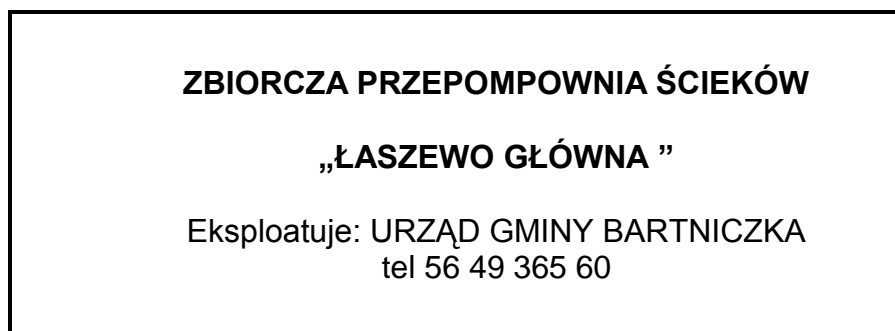 ZBIORCZA PRZEPOMPOWNIA ŚCIEKÓW
„ŁASZEWO GŁÓWNA ”
Eksploatuje: URZĄD GMINY BARTNICZKA
tel 56 49 365 60